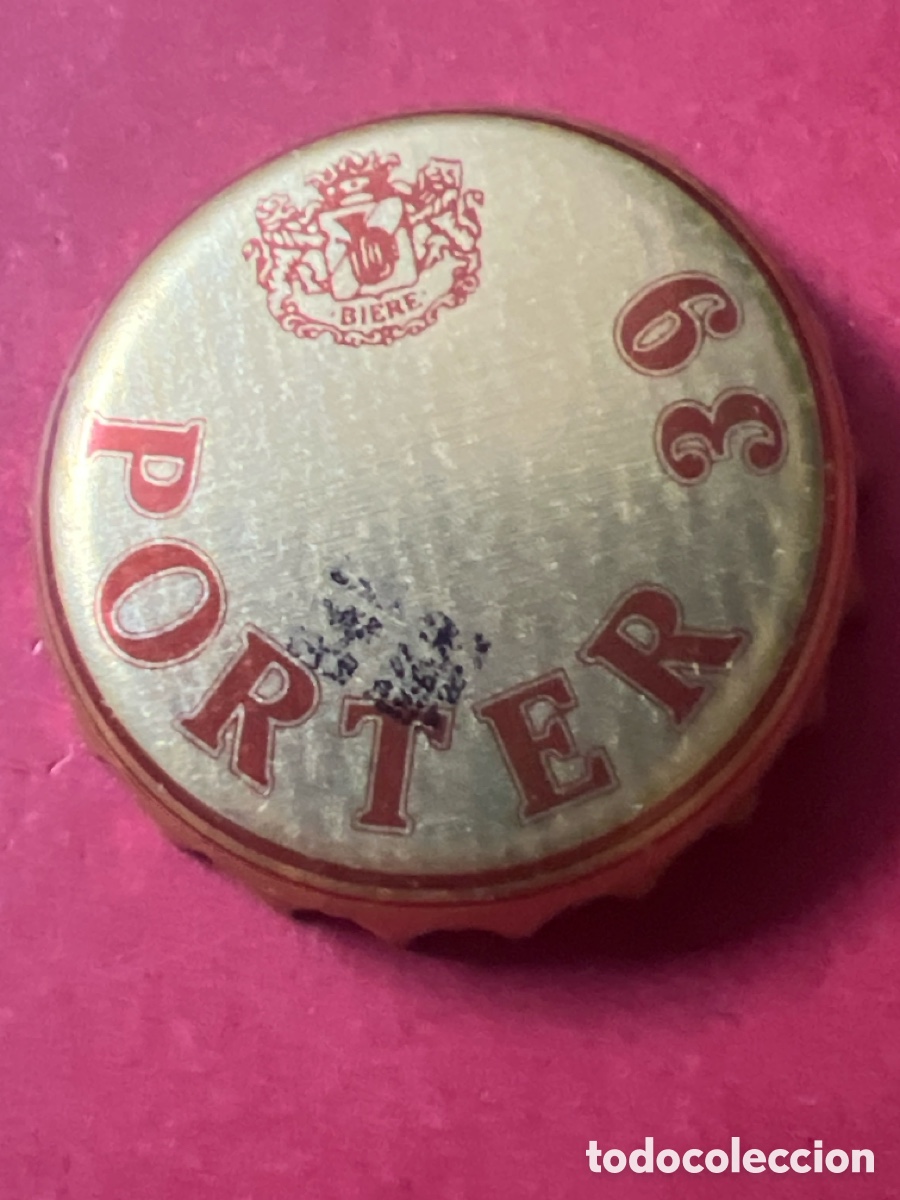 BIERE
PORTER 39
todocoleccion